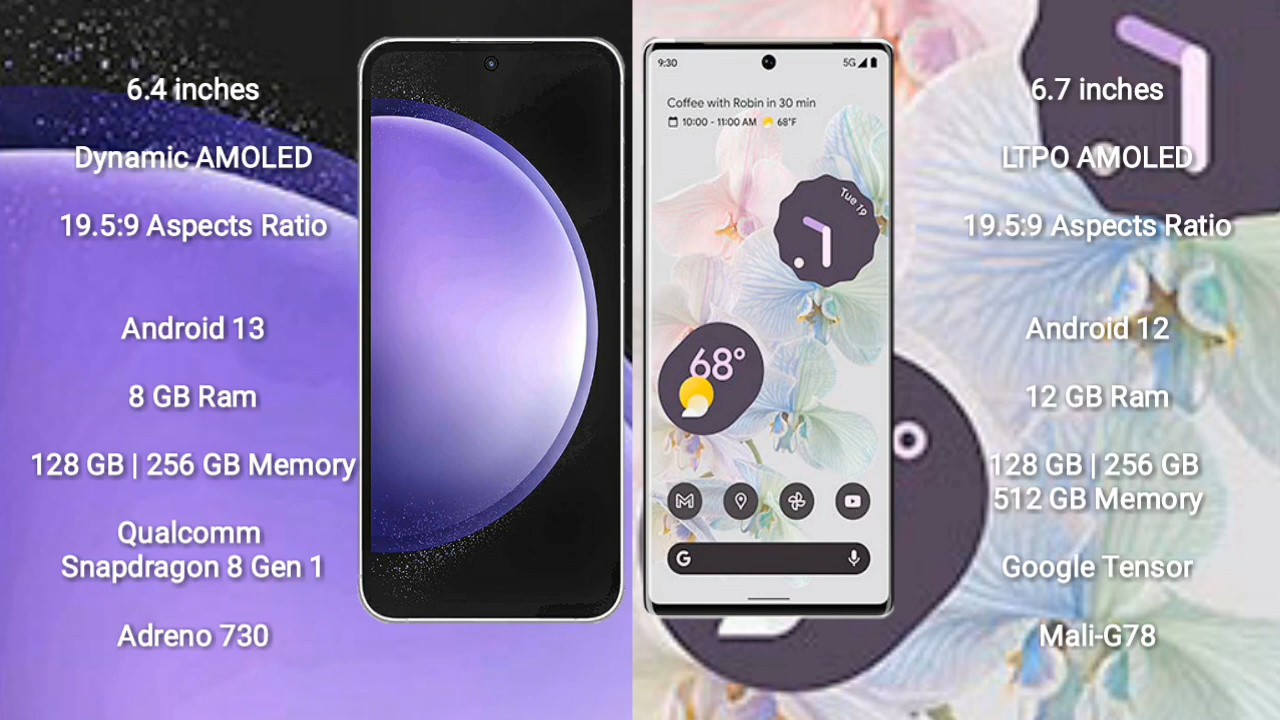 6.4 inches
Dynamic AMOLED
19.5:9 Aspects Ratio
Android 13
8 GB Ram
128 GB | 256 GB Memory
Qualcomm
Snapdragon 8 Gen 1
Adreno 730
9:30
5G
Coffee with Robin in 30 min
10:00 - 11:00 AM
68°F
Tue 19
68°
G
6.7 inches
LTPO AMOLED
19.5:9 Aspects Ratio
Android 12
12 GB Ram
128 GB | 256 GB
512 GB Memory
Google Tensor
Mali-G78